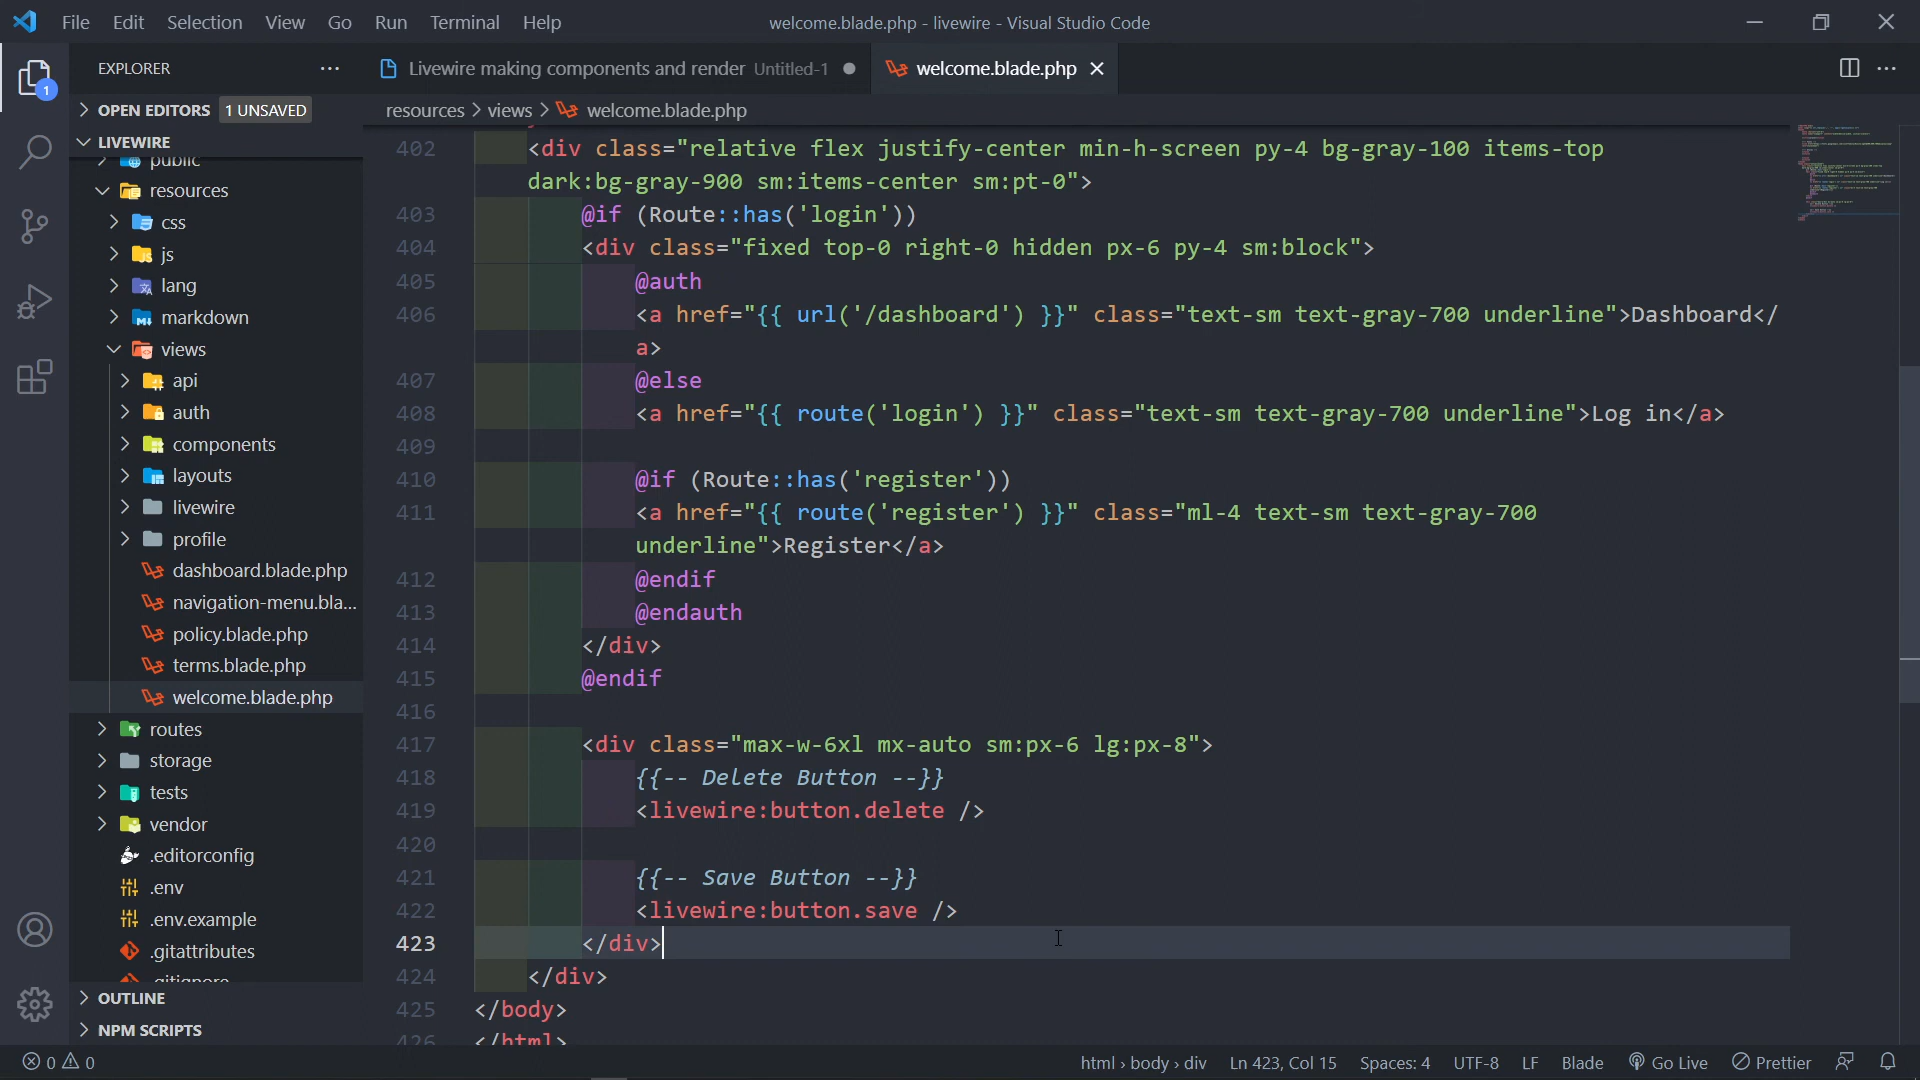 File Edit Selection View Go Run Terminal Help
welcome.blade.php - livewire - Visual Studio Code
EXPLORER
Livewire making components and render Untitled-1
welcome.blade.php
OPEN EDITORS 1 UNSAVED
resources > views > welcome.blade.php
LIVEWIRE
public
resources
css
js
lang
markdown
views
api
auth
components
layouts
livewire
profile
dashboard.blade.php
navigation-menu.bla...
policy.blade.php
terms.blade.php
welcome.blade.php
routes
storage
tests
vendor
.editorconfig
.env
.env.example
.gitattributes
.gitignore
OUTLINE
NPM SCRIPTS
1
402 <div class="relative flex justify-center min-h-screen py-4 bg-gray-100 items-top
dark:bg-gray-900 sm:items-center sm:pt-0">
403 @if (Route::has('login'))
404 <div class="fixed top-0 right-0 hidden px-6 py-4 sm:block">
405 @auth
406 <a href="{{ url('/dashboard') }}" class="text-sm text-gray-700 underline">Dashboard</
a>
407 @else
408 <a href="{{ route('login') }}" class="text-sm text-gray-700 underline">Log in</a>
409
410 @if (Route::has('register'))
411 <a href="{{ route('register') }}" class="ml-4 text-sm text-gray-700
underline">Register</a>
412 @endif
413 @endauth
414 </div>
415 @endif
416
417 <div class="max-w-6xl mx-auto sm:px-6 lg:px-8">
418 {{-- Delete Button --}}
419 <livewire:button.delete />
420
421 {{-- Save Button --}}
422 <livewire:button.save />
423 </div>
424 </div>
425 </body>
426 </html>
0 0
html > body > div Ln 423, Col 15 Spaces: 4 UTF-8 LF Blade Go Live Prettier